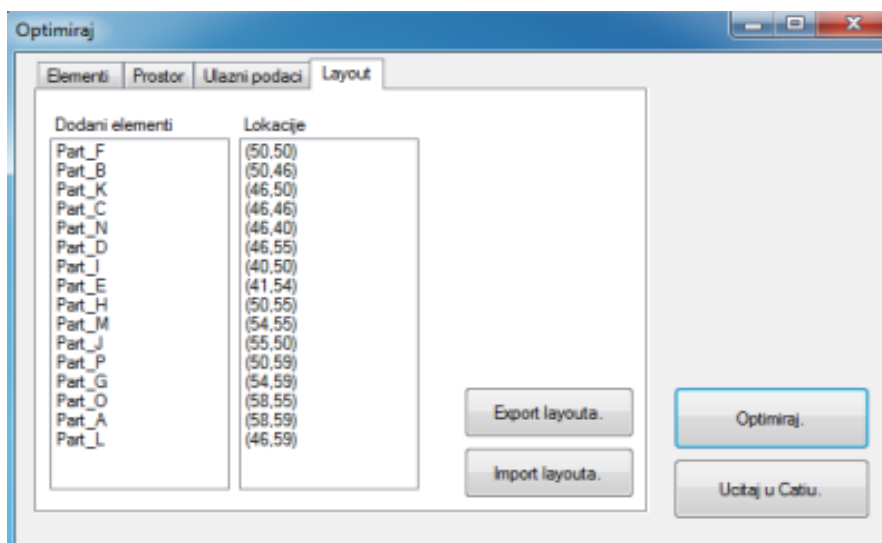 Optimiraj
Elementi Prostor Ulazni podaci Layout
Dodani elementi Lokacije
Part_F (50,50)
Part_B (50,46)
Part_K (46,50)
Part_C (46,46)
Part_N (46,40)
Part_D (46,55)
Part_I (40,50)
Part_E (41,54)
Part_H (50,55)
Part_M (54,55)
Part_J (55,50)
Part_P (50,59)
Part_G (54,59)
Part_O (58,55)
Part_A (58,59)
Part_L (46,59)
Export layouta.
Optimiraj.
Import layouta.
Ucitaj u Catiu.